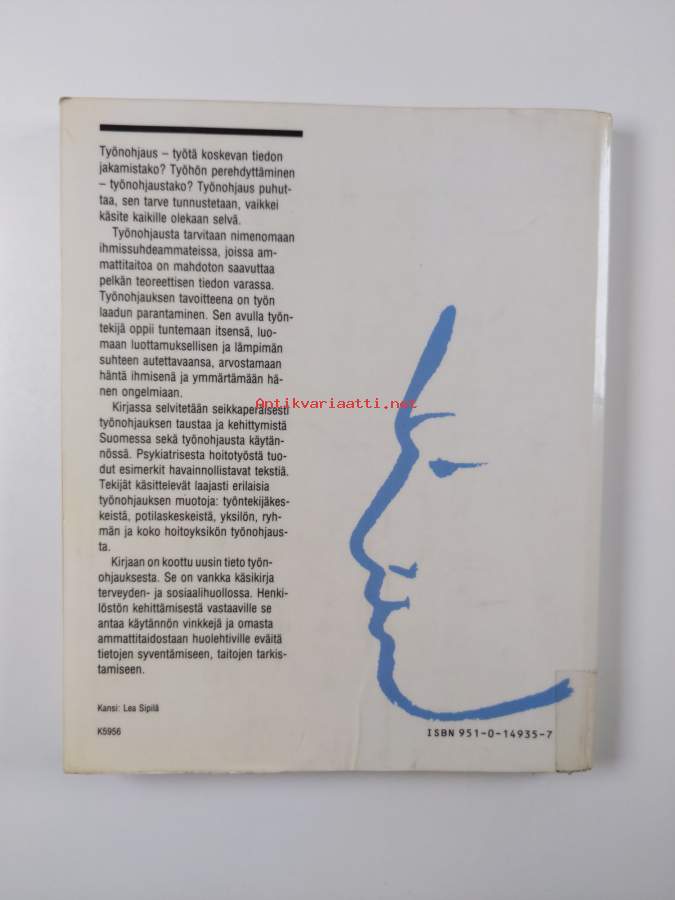 Työnohjaus – työtä koskevan tiedon
jakamistako? Työhön perehdyttäminen
– työnohjaustako? Työnohjaus puhut-
taa, sen tarve tunnustetaan, vaikkei
käsite kaikille olekaan selvä.
Työnohjausta tarvitaan nimenomaan
ihmissuhdeammateissa, joissa am-
mattitaitoa on mahdoton saavuttaa
pelkän teoreettisen tiedon varassa.
Työnohjauksen tavoitteena on työn
laadun parantaminen. Sen avulla työn-
tekijä oppii tuntemaan itsensä, luo-
maan luottamuksellisen ja lämpimän
suhteen autettavaansa, arvostamaan
häntä ihmisenä ja ymmärtämään hä-
nen ongelmiaan.
Kirjassa selvitetään seikkaperäisesti
työnohjauksen taustaa ja kehittymistä
Suomessa sekä työnohjausta käytän-
nössä. Psykiatrisesta hoitotyöstä tuo-
dut esimerkit havainnollistavat tekstiä.
Tekijät käsittelevät laajasti erilaisia
työnohjauksen muotoja: työntekijäkes-
keistä, potilaskeskeistä, yksilön, ryh-
män ja koko hoitoyksikön työnohjaus-
ta.
Kirjaan on koottu uusin tieto työn-
ohjauksesta. Se on vankka käsikirja
terveyden- ja sosiaalihuollossa. Henki-
löstön kehittämisestä vastaaville se
antaa käytännön vinkkejä ja omasta
ammattitaidostaan huolehtiville eväitä
tietojen syventämiseen, taitojen tarkis-
tamiseen.
Kansi: Lea Sipilä
K5956
ISBN 951-0-14935-7
Antikvariaatti.net